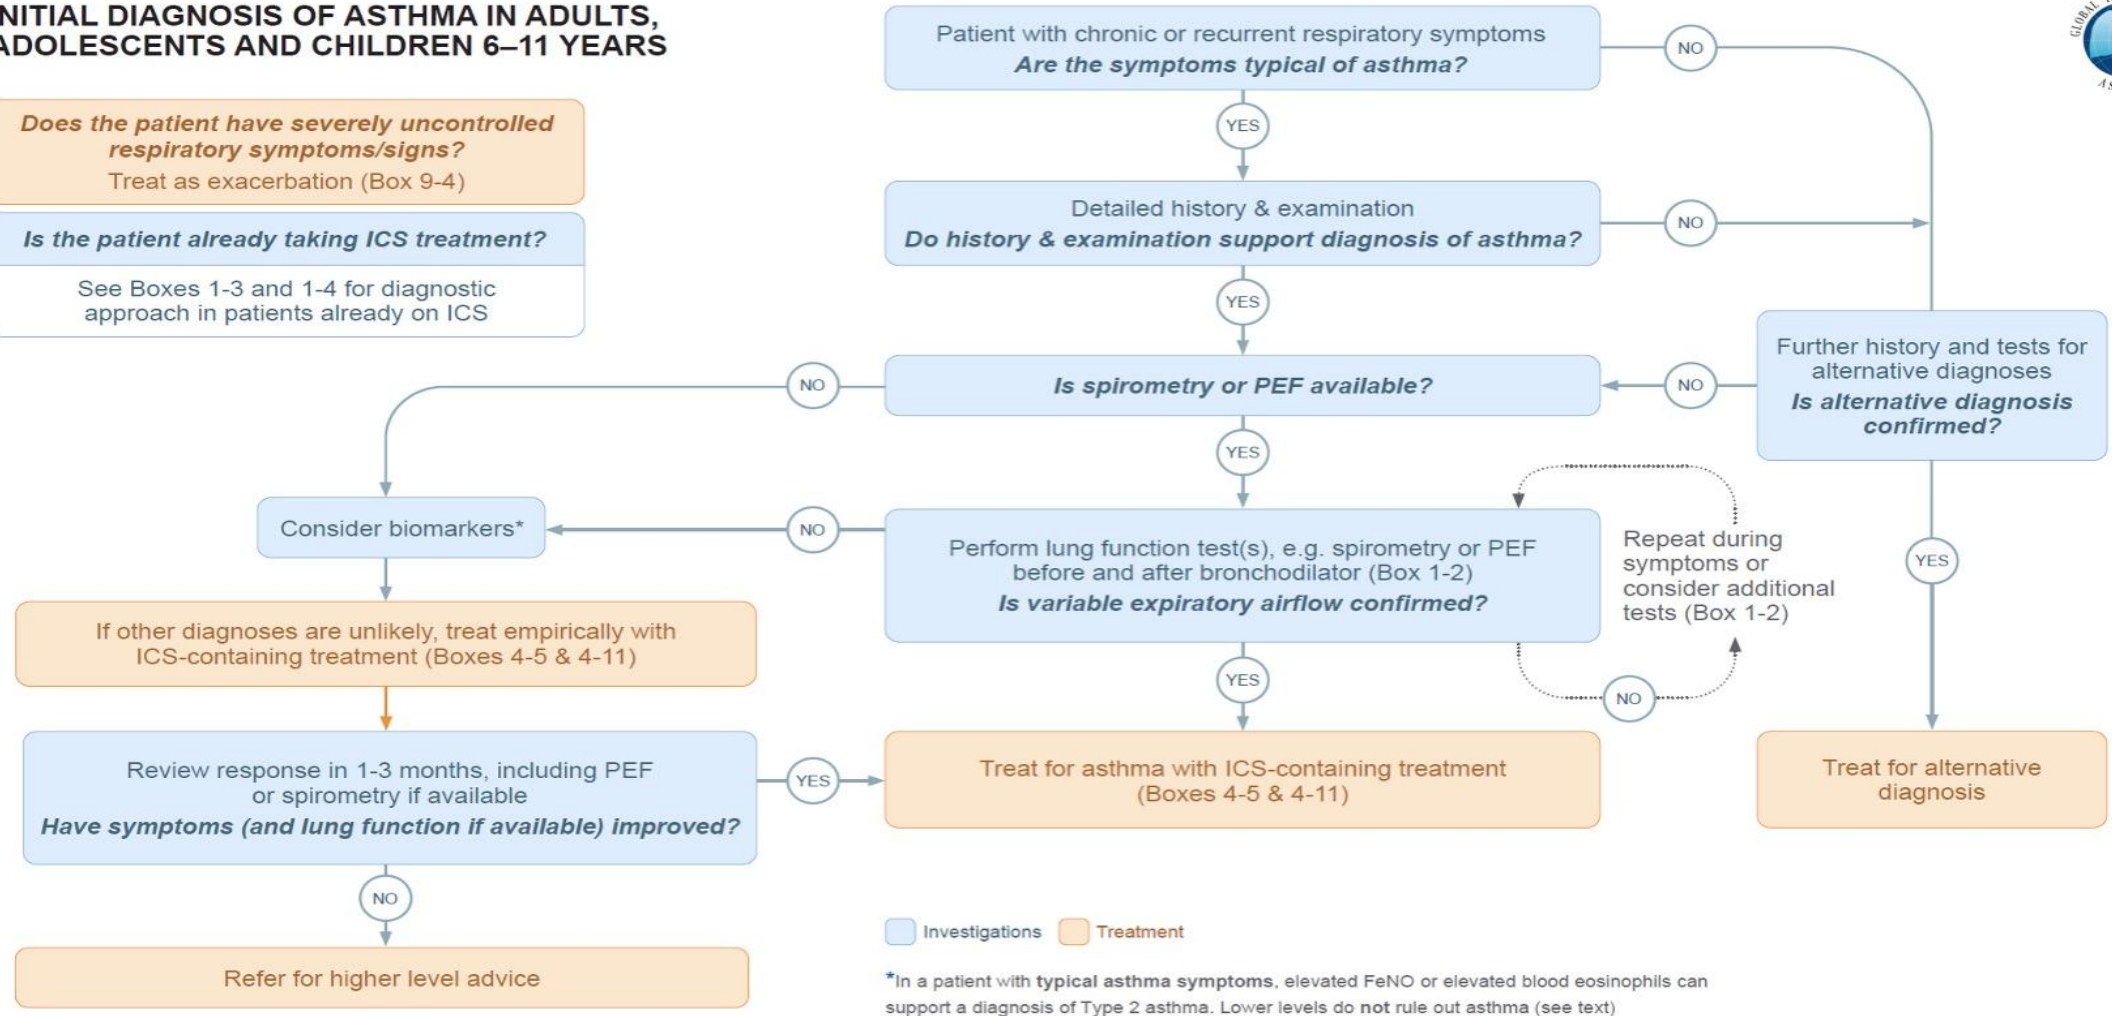 NITIAL DIAGNOSIS OF ASTHMA IN ADULTS,
ADOLESCENTS AND CHILDREN 6–11 YEARS
Does the patient have severely uncontrolled
respiratory symptoms/signs?
Treat as exacerbation (Box 9-4)
Is the patient already taking ICS treatment?
See Boxes 1-3 and 1-4 for diagnostic
approach in patients already on ICS
Patient with chronic or recurrent respiratory symptoms
Are the symptoms typical of asthma?
NO
YES
GLOBAL
Detailed history & examination
Do history & examination support diagnosis of asthma?
NO
YES
Further history and tests for
alternative diagnoses
Is alternative diagnosis
confirmed?
NO
Is spirometry or PEF available?
NO
YES
YES
Consider biomarkers*
NO
Perform lung function test(s), e.g. spirometry or PEF
before and after bronchodilator (Box 1-2)
Is variable expiratory airflow confirmed?
Repeat during
symptoms or
consider additional
tests (Box 1-2)
NO
YES
If other diagnoses are unlikely, treat empirically with
ICS-containing treatment (Boxes 4-5 & 4-11)
Review response in 1-3 months, including PEF
or spirometry if available
Have symptoms (and lung function if available) improved?
YES
Treat for asthma with ICS-containing treatment
(Boxes 4-5 & 4-11)
Treat for alternative
diagnosis
NO
Refer for higher level advice
Investigations
Treatment
*In a patient with typical asthma symptoms, elevated FeNO or elevated blood eosinophils can
support a diagnosis of Type 2 asthma. Lower levels do not rule out asthma (see text)